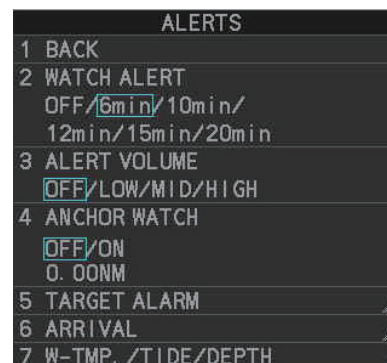 ALERTS
1 BACK
2 WATCH ALERT
OFF/6min/10min/
12min/15min/20min
3 ALERT VOLUME
OFF/LOW/MID/HIGH
4 ANCHOR WATCH
OFF/ON
0.00NM
5 TARGET ALARM
6 ARRIVAL
7 W-TMP./TIDE/DEPTH